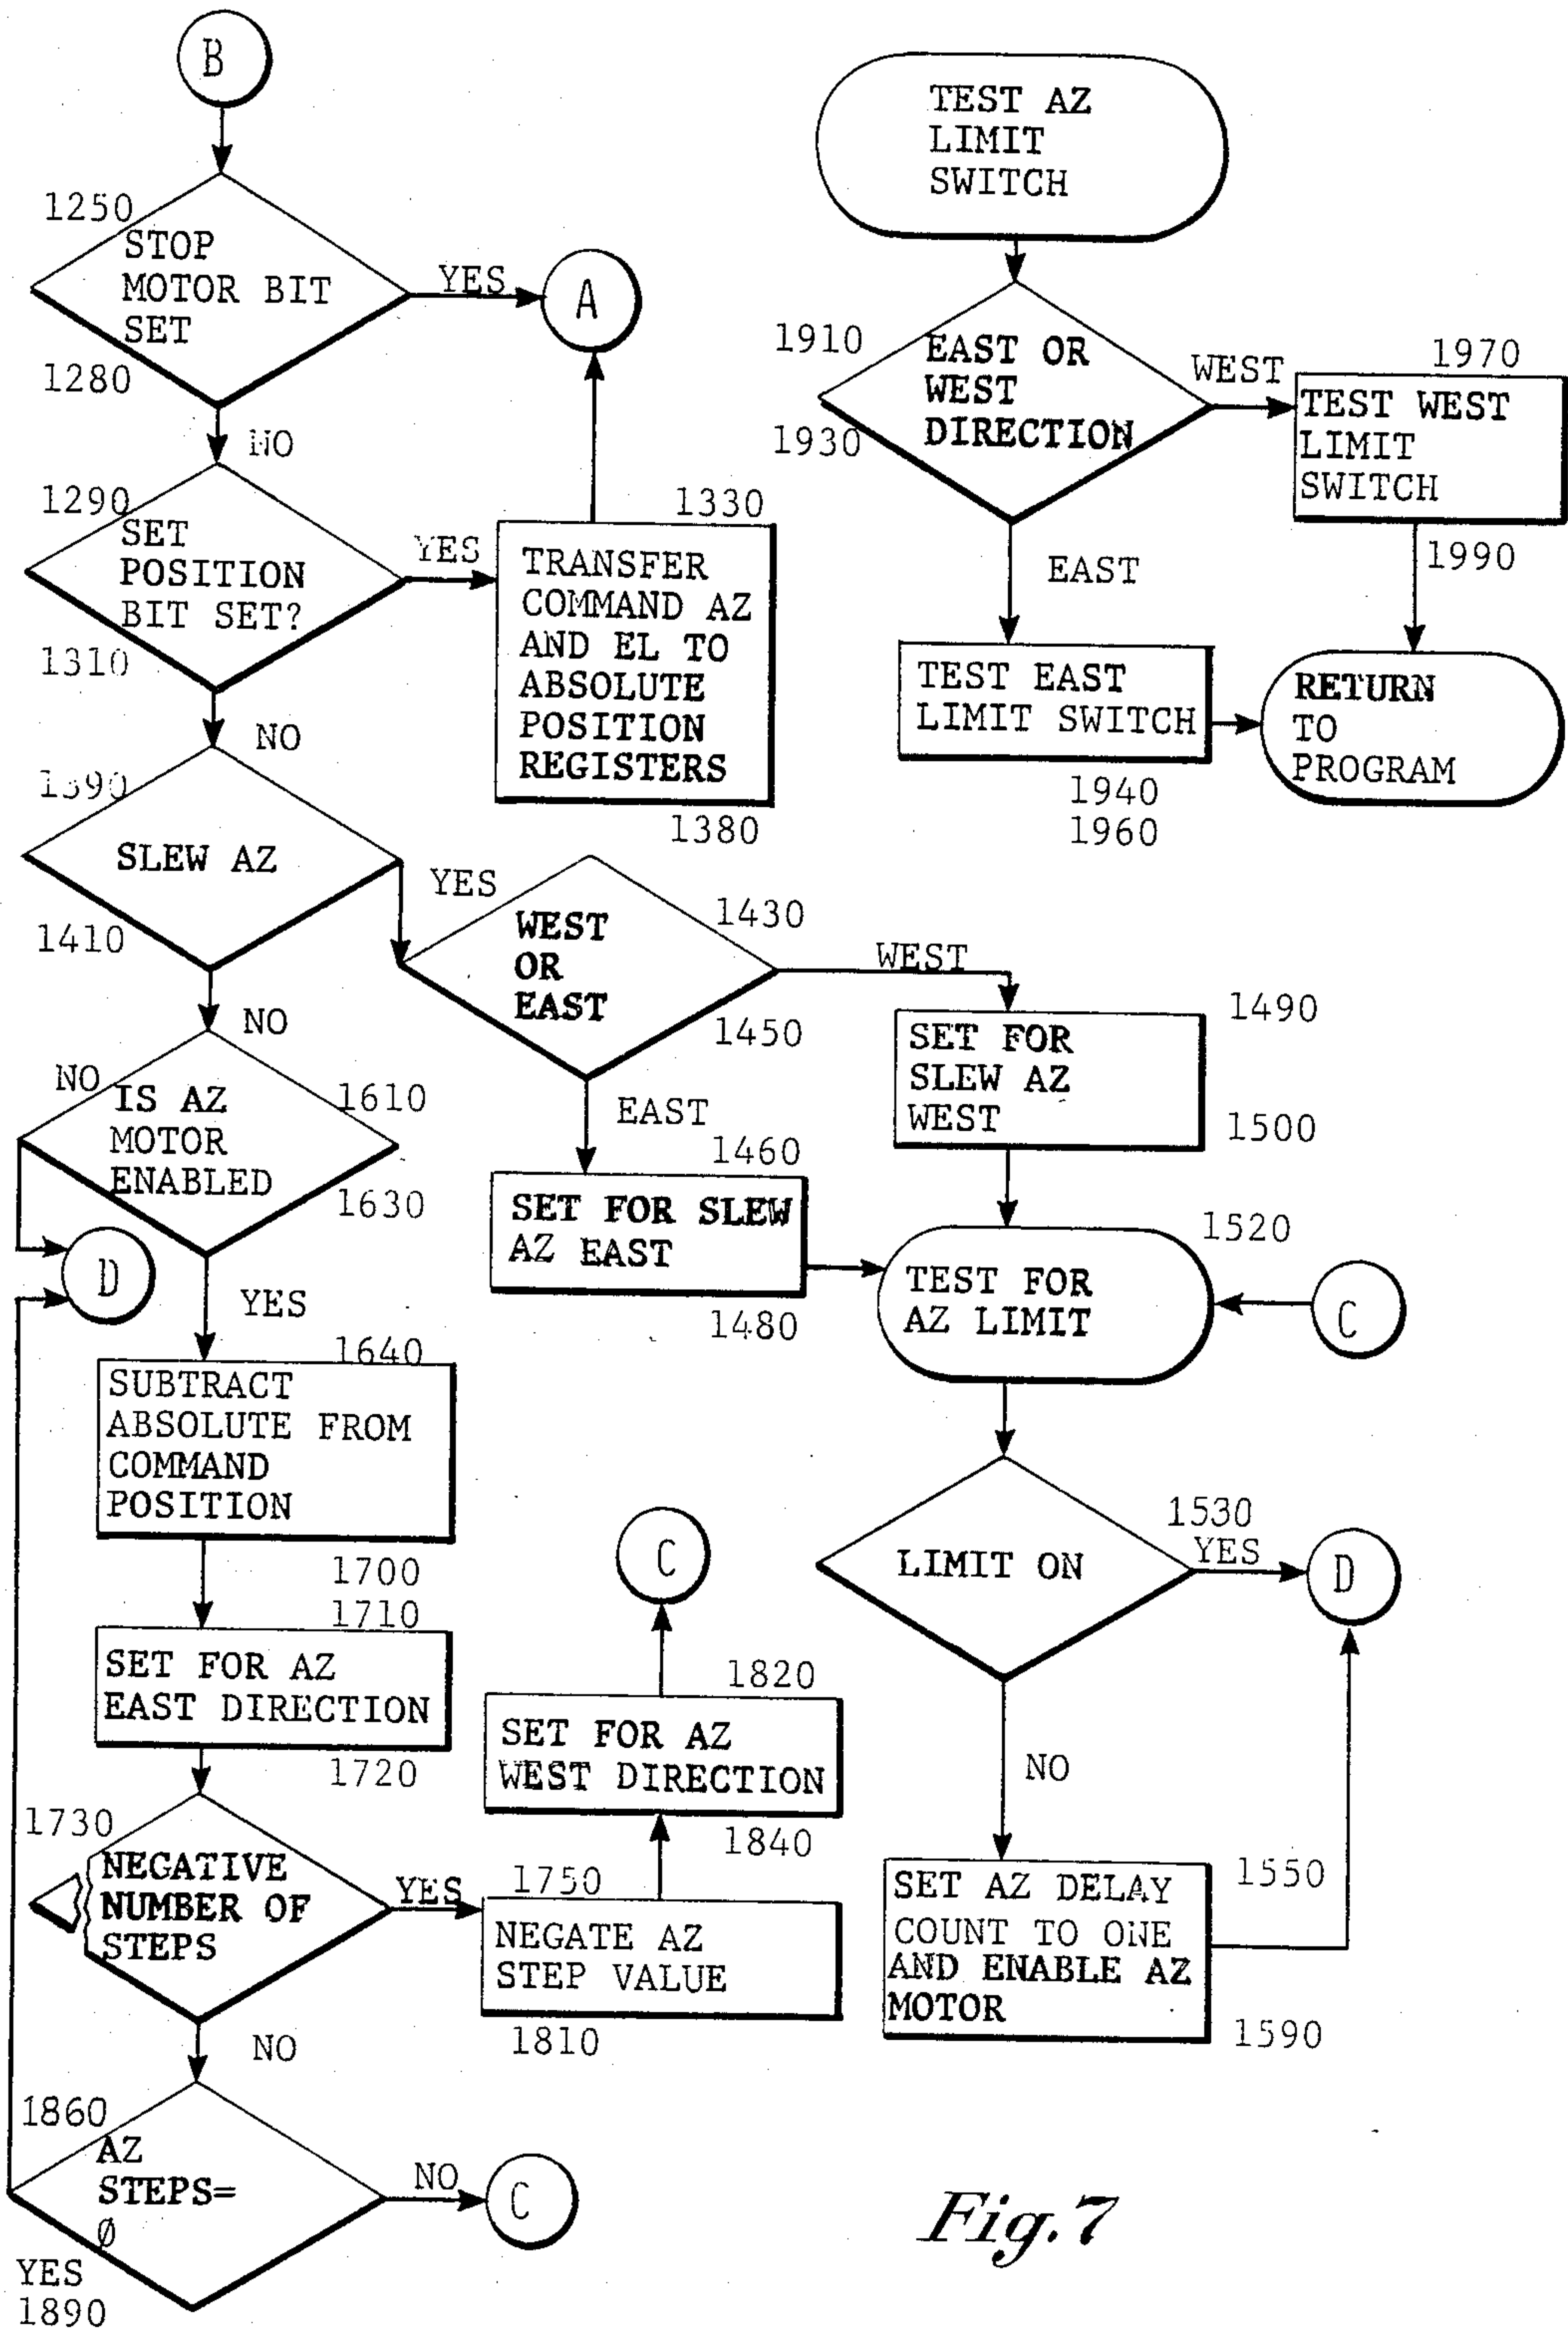 B
1250
STOP
MOTOR BIT
SET
1280
YES
A
NO
1290
SET
POSITION
BIT SET?
1310
YES
1330
TRANSFER
COMMAND AZ
AND EL TO
ABSOLUTE
POSITION
REGISTERS
1380
NO
1390
SLEW AZ
1410
YES
WEST
OR
EAST
1430
1450
WEST
1490
SET FOR
SLEW AZ
WEST
1500
EAST
1460
SET FOR SLEW
AZ EAST
1480
1520
TEST FOR
AZ LIMIT
C
NO
NO
IS AZ
MOTOR
ENABLED
1610
1630
D
YES
1640
SUBTRACT
ABSOLUTE FROM
COMMAND
POSITION
1700
1710
SET FOR AZ
EAST DIRECTION
1720
1730
NEGATIVE
NUMBER OF
STEPS
YES
1750
NEGATE AZ
STEP VALUE
1810
1820
SET FOR AZ
WEST DIRECTION
1840
C
NO
1860
AZ
STEPS=
Ø
YES
1890
NO
C
LIMIT ON
1530
YES
D
NO
SET AZ DELAY
COUNT TO ONE
AND ENABLE AZ
MOTOR
1550
1590
TEST AZ
LIMIT
SWITCH
1910
EAST OR
WEST
DIRECTION
1930
WEST
1970
TEST WEST
LIMIT
SWITCH
1990
EAST
TEST EAST
LIMIT SWITCH
1940
1960
RETURN
TO
PROGRAM
Fig.7